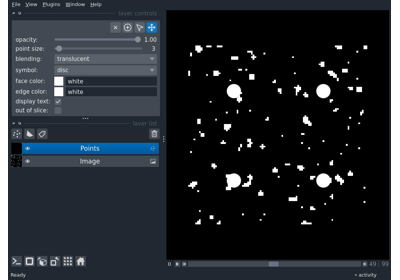 File View Plugins Window Help
layer controls
opacity: 1.00
point size: 3
blending: translucent
symbol: disc
face color: white
edge color: white
display text:
out of slice:
layer list
Points
Image
Ready
49 99
activity